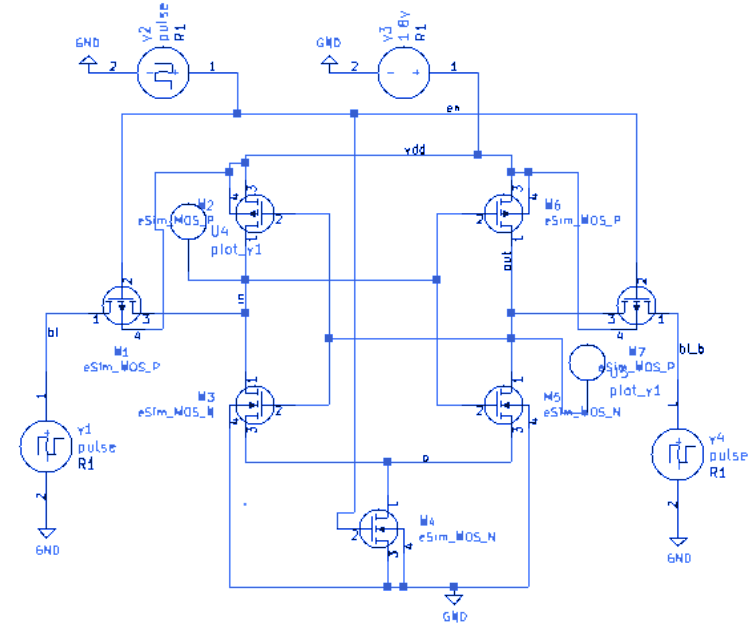 v2
pulse
R1
v3
1.8v
R1
GND
2
1
GND
2
1
en
vdd
4
3
3
4
M2
eSim_MOS_P
2
1
U4
plot_v1
2
1
M6
eSim_MOS_P
out
in
2
1
3
4
M1
eSim_MOS_P
bl
2
3
1
4
M7
eSim_MOS_P
bl_b
U5
plot_v1
M3
eSim_MOS_N
1
2
4
3
1
2
3
4
M5
eSim_MOS_N
1
v1
pulse
R1
2
GND
1
v4
pulse
R1
2
GND
p
1
2
3
4
M4
eSim_MOS_N
GND